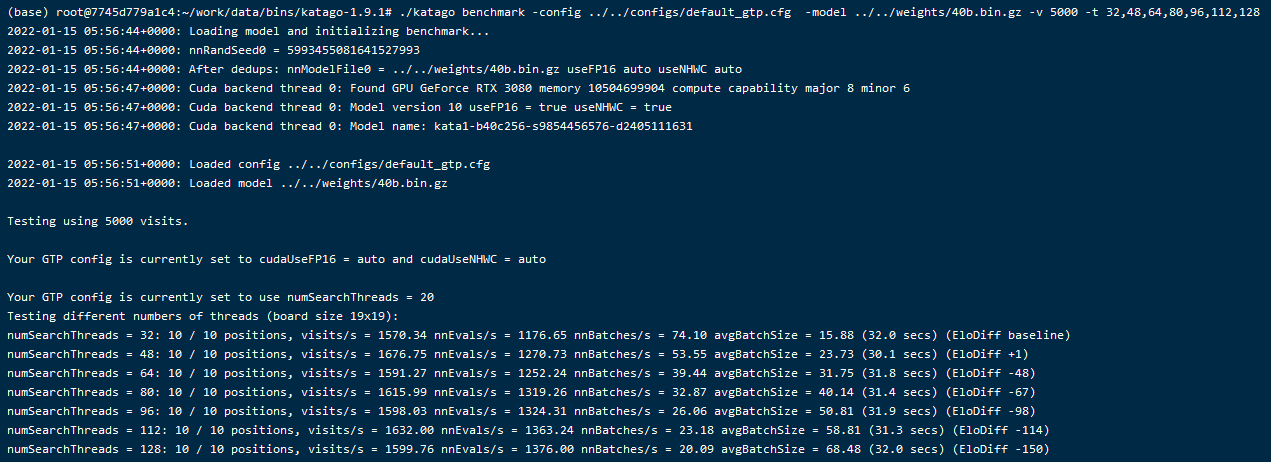 (base) root@7745d779a1c4:~/work/data/bins/katago-1.9.1# ./katago benchmark -config ../../configs/default_gtp.cfg  -model ../../weights/40b.bin.gz -v 5000 -t 32,48,64,80,96,112,128
2022-01-15 05:56:44+0000: Loading model and initializing benchmark...
2022-01-15 05:56:44+0000: nnRandSeed0 = 5993455081641527993
2022-01-15 05:56:44+0000: After dedups: nnModelFile0 = ../../weights/40b.bin.gz useFP16 auto useNHWC auto
2022-01-15 05:56:47+0000: Cuda backend thread 0: Found GPU GeForce RTX 3080 memory 10504699904 compute capability major 8 minor 6
2022-01-15 05:56:47+0000: Cuda backend thread 0: Model version 10 useFP16 = true useNHWC = true
2022-01-15 05:56:47+0000: Cuda backend thread 0: Model name: kata1-b40c256-s9854456576-d2405111631
2022-01-15 05:56:51+0000: Loaded config ../../configs/default_gtp.cfg
2022-01-15 05:56:51+0000: Loaded model ../../weights/40b.bin.gz
Testing using 5000 visits.
Your GTP config is currently set to cudaUseFP16 = auto and cudaUseNHWC = auto
Your GTP config is currently set to use numSearchThreads = 20
Testing different numbers of threads (board size 19x19):
numSearchThreads = 32: 10 / 10 positions, visits/s = 1570.34 nnEvals/s = 1176.65 nnBatches/s = 74.10 avgBatchSize = 15.88 (32.0 secs) (EloDiff baseline)
numSearchThreads = 48: 10 / 10 positions, visits/s = 1676.75 nnEvals/s = 1270.73 nnBatches/s = 53.55 avgBatchSize = 23.73 (30.1 secs) (EloDiff +1)
numSearchThreads = 64: 10 / 10 positions, visits/s = 1591.27 nnEvals/s = 1252.24 nnBatches/s = 39.44 avgBatchSize = 31.75 (31.8 secs) (EloDiff -48)
numSearchThreads = 80: 10 / 10 positions, visits/s = 1615.99 nnEvals/s = 1319.26 nnBatches/s = 32.87 avgBatchSize = 40.14 (31.4 secs) (EloDiff -67)
numSearchThreads = 96: 10 / 10 positions, visits/s = 1598.03 nnEvals/s = 1324.31 nnBatches/s = 26.06 avgBatchSize = 50.81 (31.9 secs) (EloDiff -98)
numSearchThreads = 112: 10 / 10 positions, visits/s = 1632.00 nnEvals/s = 1363.24 nnBatches/s = 23.18 avgBatchSize = 58.81 (31.3 secs) (EloDiff -114)
numSearchThreads = 128: 10 / 10 positions, visits/s = 1599.76 nnEvals/s = 1376.00 nnBatches/s = 20.09 avgBatchSize = 68.48 (32.0 secs) (EloDiff -150)